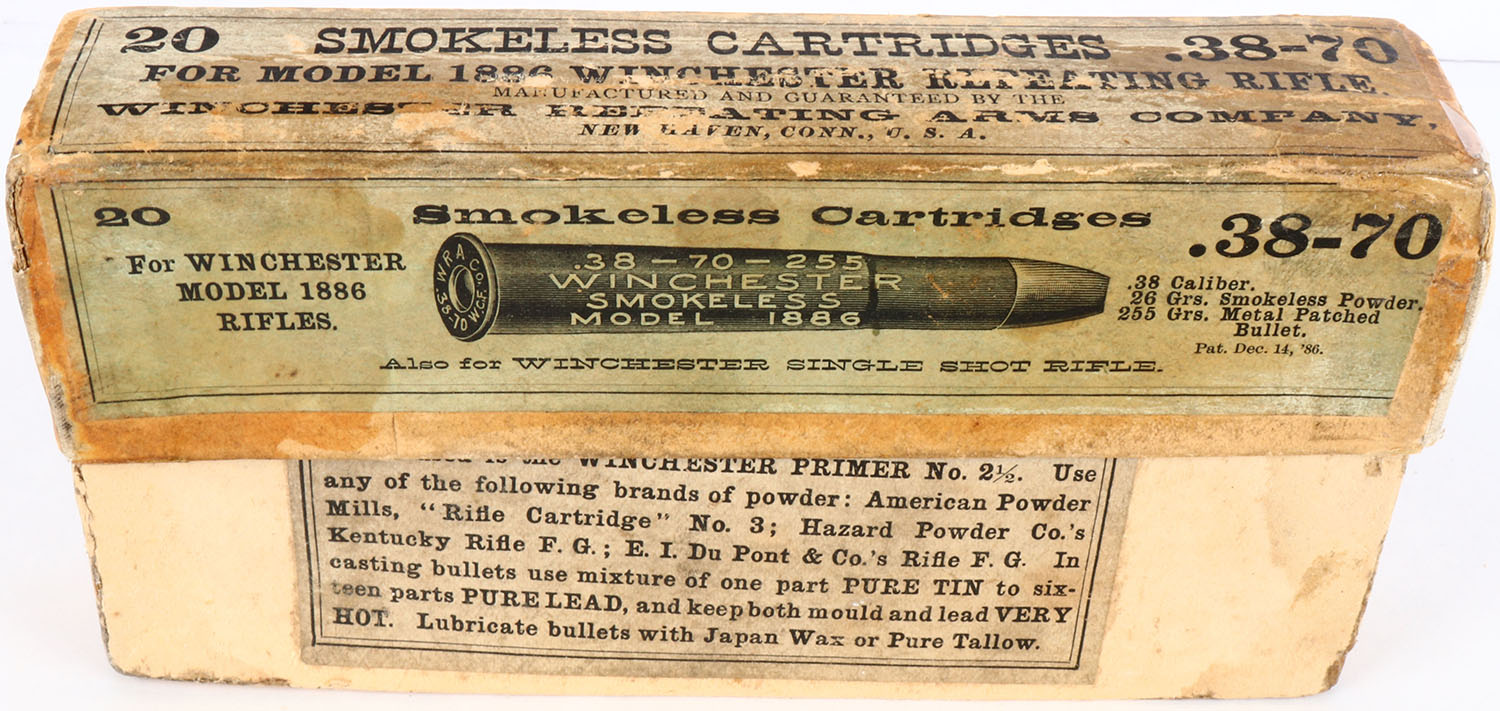 20 SMOKELESS CARTRIDGES .38-70
FOR MODEL 1886 WINCHESTER REPEATING RIFLE.
MANUFACTURED AND GUARANTEED BY THE
WINCHESTER REPEATING ARMS COMPANY,
NEW HAVEN, CONN., U. S. A.
20 Smokeless Cartridges .38-70
For WINCHESTER
MODEL 1886
RIFLES.
W.R.A. Co.
38-70 W.C.F.
.38-70-255
WINCHESTER
SMOKELESS
MODEL 1886
.38 Caliber.
26 Grs. Smokeless Powder.
255 Grs. Metal Patched
Bullet.
Pat. Dec. 14, '86.
Also for WINCHESTER SINGLE SHOT RIFLE.
is the WINCHESTER PRIMER No. 2½. Use
any of the following brands of powder: American Powder
Mills, "Rifle Cartridge" No. 3; Hazard Powder Co.'s
Kentucky Rifle F. G.; E. I. Du Pont & Co.'s Rifle F. G. In
casting bullets use mixture of one part PURE TIN to six-
teen parts PURE LEAD, and keep both mould and lead VERY
HOT. Lubricate bullets with Japan Wax or Pure Tallow.